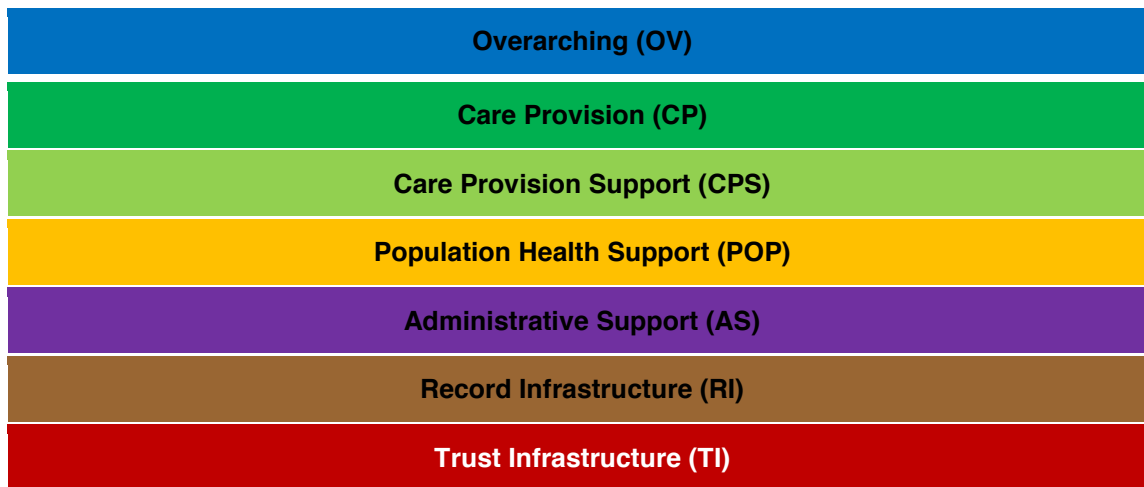 Overarching (OV)
Care Provision (CP)
Care Provision Support (CPS)
Population Health Support (POP)
Administrative Support (AS)
Record Infrastructure (RI)
Trust Infrastructure (TI)